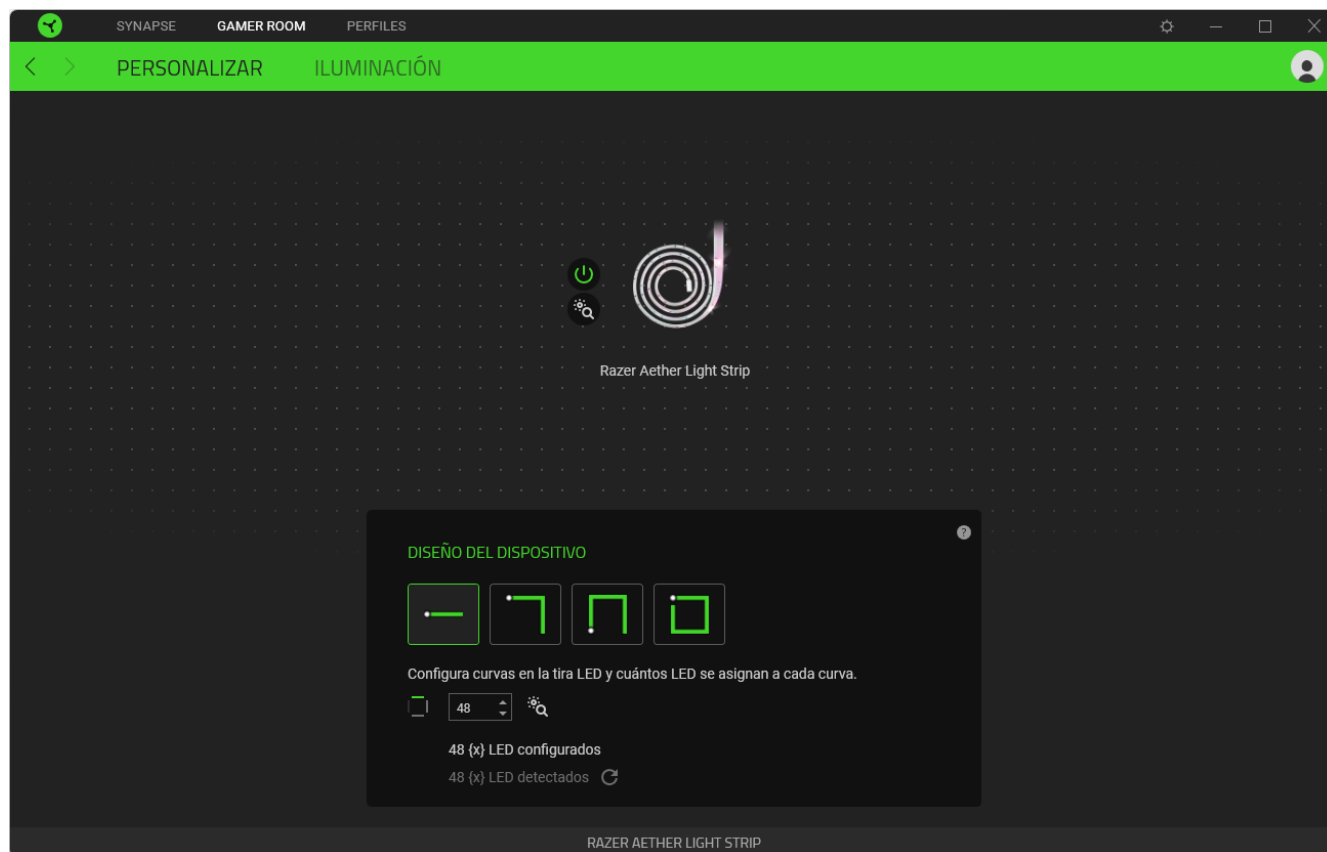 SYNAPSE GAMER ROOM PERFILES
PERSONALIZAR ILUMINACIÓN
Razer Aether Light Strip
?
DISEÑO DEL DISPOSITIVO
Configura curvas en la tira LED y cuántos LED se asignan a cada curva.
48
48 {x} LED configurados
48 {x} LED detectados
RAZER AETHER LIGHT STRIP